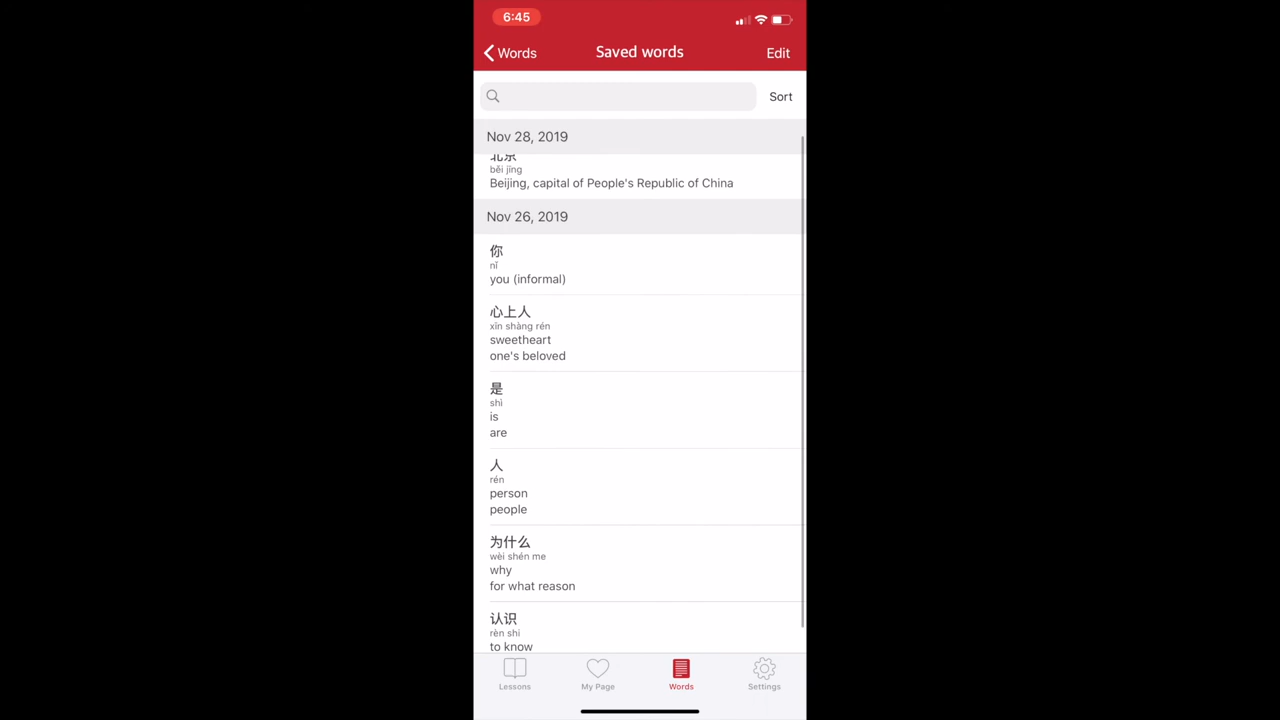 6:45
Words
Saved words
Edit
Sort
Nov 28, 2019
北京
běi jīng
Beijing, capital of People's Republic of China
Nov 26, 2019
你
nǐ
you (informal)
心上人
xīn shàng rén
sweetheart
one's beloved
是
shì
is
are
人
rén
person
people
为什么
wèi shén me
why
for what reason
认识
rèn shi
to know
Lessons
My Page
Words
Settings